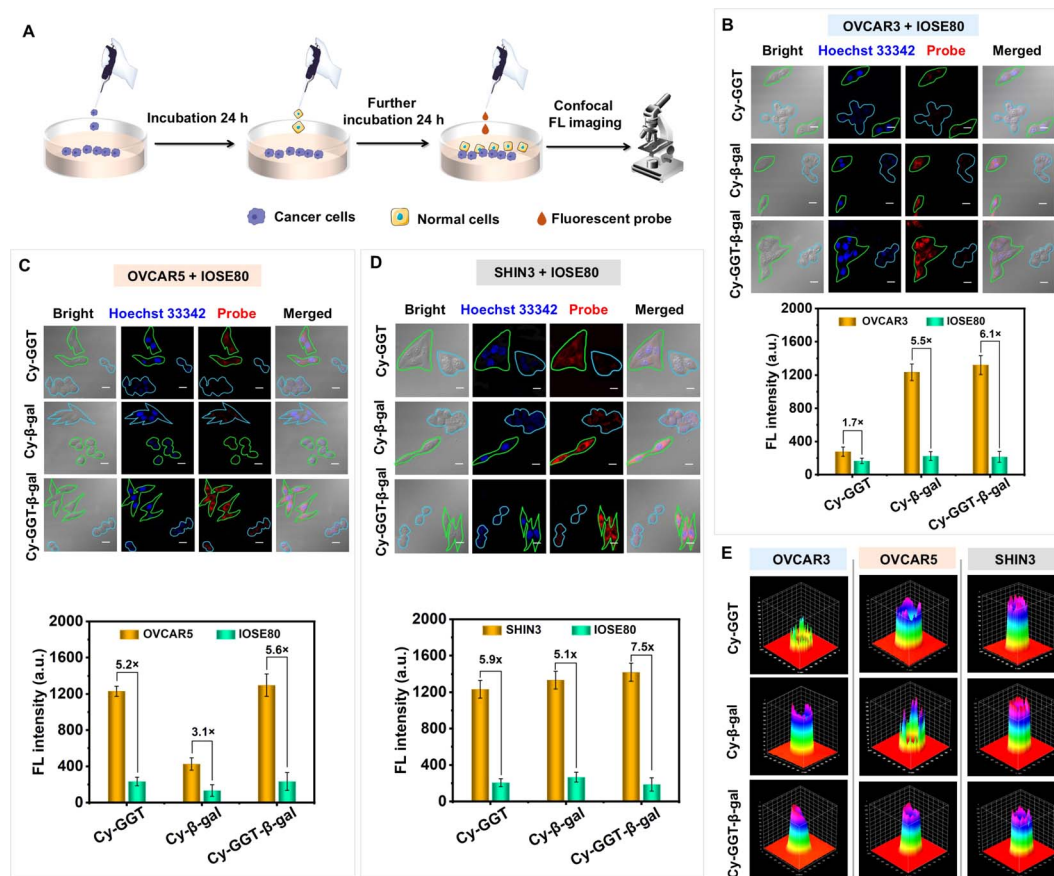 A
Incubation 24 h
Further
incubation 24 h
Confocal
FL imaging
Cancer cells
Normal cells
Fluorescent probe
B
OVCAR3 + IOSE80
Bright Hoechst 33342 Probe Merged
Cy-GGT
Cy-β-gal
Cy-GGT-β-gal
2000
1600
1200
800
400
0
FL intensity (a.u.)
OVCAR3 IOSE80
1.7×
5.5×
6.1×
Cy-GGT
Cy-β-gal
Cy-GGT-β-gal
C
OVCAR5 + IOSE80
Bright Hoechst 33342 Probe Merged
Cy-GGT
Cy-β-gal
Cy-GGT-β-gal
2000
1600
1200
800
400
0
FL intensity (a.u.)
OVCAR5 IOSE80
5.2×
3.1×
5.6×
Cy-GGT
Cy-β-gal
Cy-GGT-β-gal
D
SHIN3 + IOSE80
Bright Hoechst 33342 Probe Merged
Cy-GGT
Cy-β-gal
Cy-GGT-β-gal
2000
1600
1200
800
400
0
FL intensity (a.u.)
SHIN3 IOSE80
5.9x
5.1x
7.5x
Cy-GGT
Cy-β-gal
Cy-GGT-β-gal
E
OVCAR3 OVCAR5 SHIN3
Cy-GGT
Cy-β-gal
Cy-GGT-β-gal